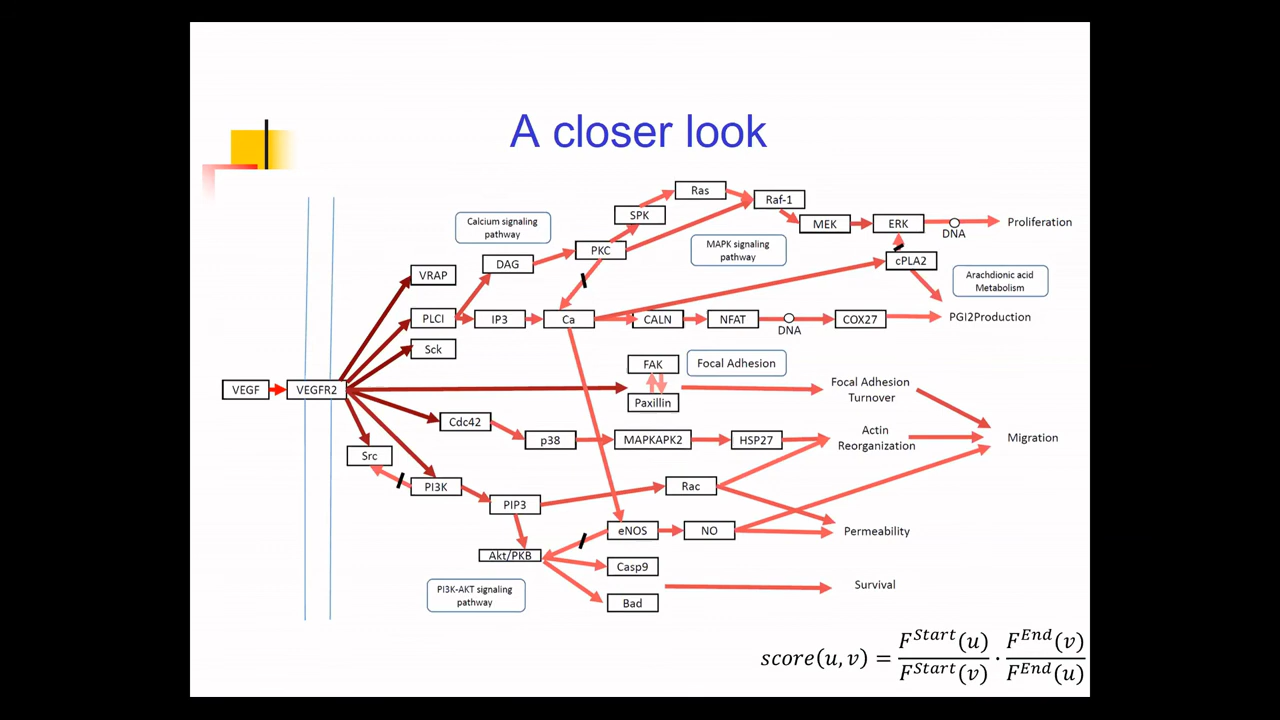 A closer look
Ras
Raf-1
SPK
Calcium signaling
pathway
MEK
ERK
DNA
Proliferation
PKC
MAPK signaling
pathway
DAG
cPLA2
VRAP
Arachdionic acid
Metabolism
PLCI
IP3
Ca
CALN
NFAT
DNA
COX27
PGI2Production
Sck
FAK
Focal Adhesion
VEGF
VEGFR2
Paxillin
Focal Adhesion
Turnover
Cdc42
p38
MAPKAPK2
HSP27
Actin
Reorganization
Migration
Src
PI3K
Rac
PIP3
eNOS
NO
Permeability
Akt/PKB
Casp9
PI3K-AKT signaling
pathway
Bad
Survival
score(u, v) = F^Start(u) / F^Start(v) · F^End(v) / F^End(u)